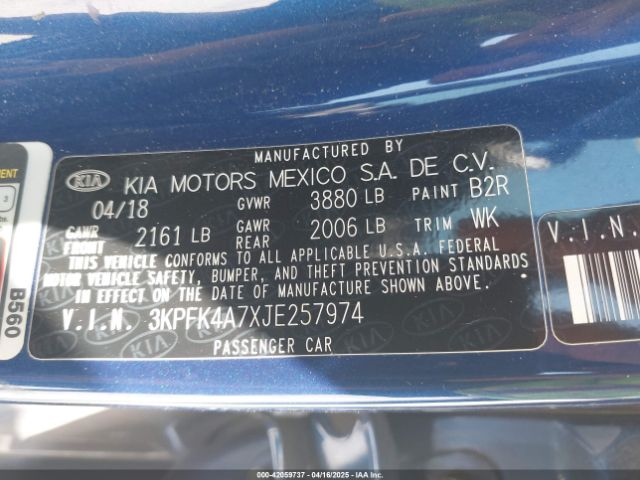 MANUFACTURED BY
KIA KIA MOTORS MEXICO S.A. DE C.V.
04/18 GVWR 3880 LB PAINT B2R
GAWR FRONT 2161 LB GAWR REAR 2006 LB TRIM WK
THIS VEHICLE CONFORMS TO ALL APPLICABLE U.S.A. FEDERAL
MOTOR VEHICLE SAFETY, BUMPER, AND THEFT PREVENTION STANDARDS
IN EFFECT ON THE DATE OF MANUFACTURE SHOWN ABOVE.
V.I.N. 3KPFK4A7XJE257974
PASSENGER CAR
B560
V.I.N.
000-42059737 - 04/16/2025 - IAAI.COM